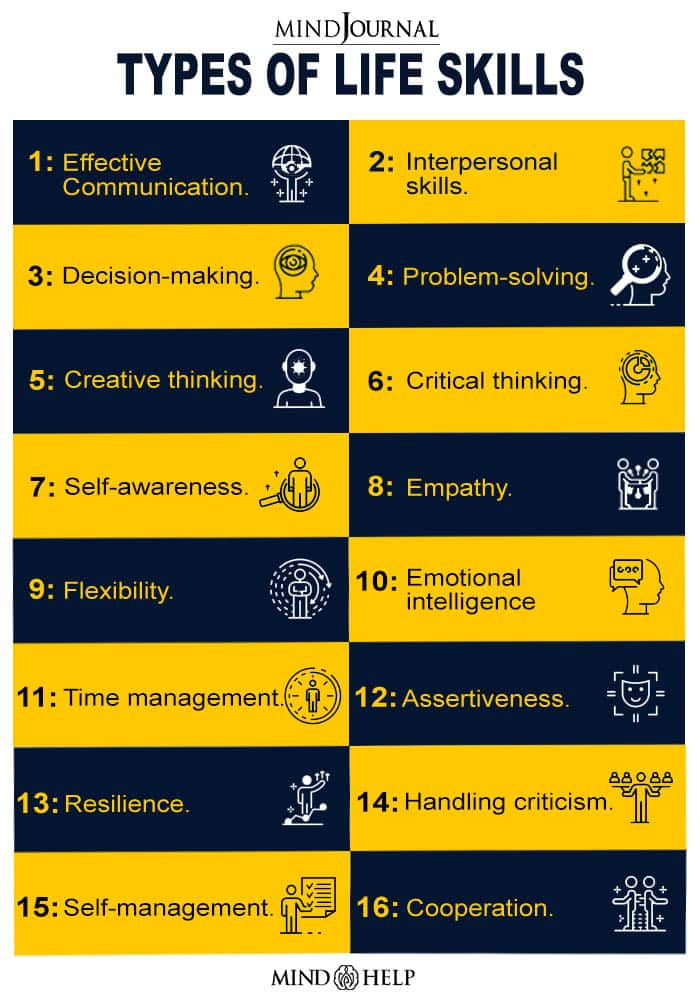 MINDJOURNAL
TYPES OF LIFE SKILLS
1: Effective
Communication.
2: Interpersonal
skills.
3: Decision-making.
4: Problem-solving.
5: Creative thinking.
6: Critical thinking.
7: Self-awareness.
8: Empathy.
9: Flexibility.
10: Emotional
intelligence
11: Time management.
12: Assertiveness.
13: Resilience.
14: Handling criticism.
15: Self-management.
16: Cooperation.
MIND HELP